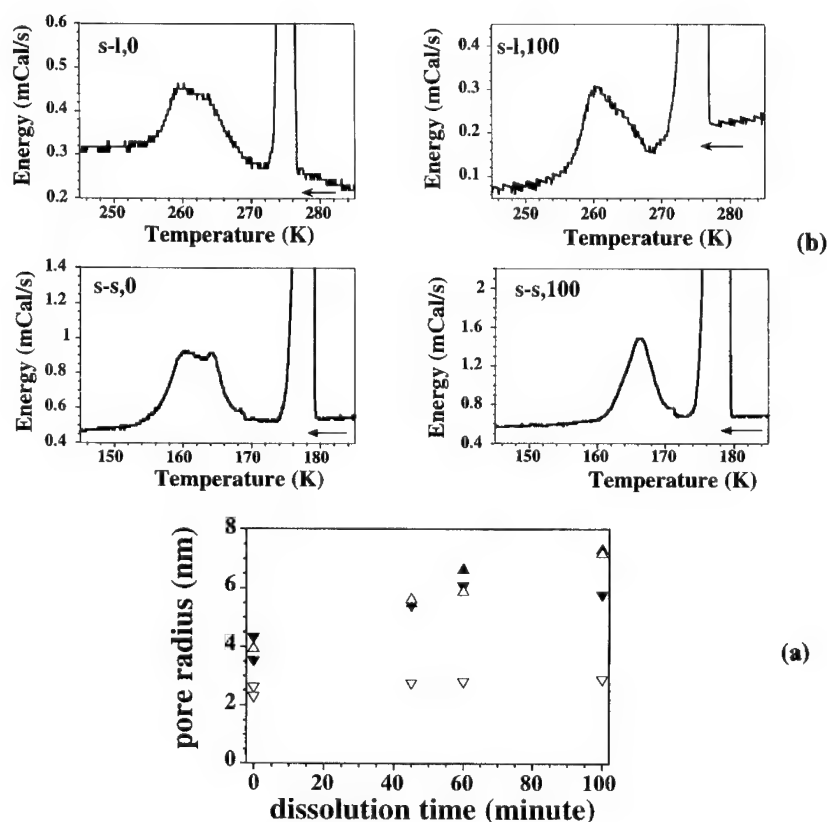 0.6
s-l,0
0.5
0.4
0.3
0.2
250 260 270 280
Energy (mCal/s)
Temperature (K)
s-l,100
0.4
0.3
0.2
0.1
250 260 270 280
Energy (mCal/s)
Temperature (K)
(b)
1.4
s-s,0
1.2
1
0.8
0.6
0.4
150 160 170 180
Energy (mCal/s)
Temperature (K)
s-s,100
2
1.6
1.2
0.8
0.4
150 160 170 180
Energy (mCal/s)
Temperature (K)
8
6
4
2
0
0 20 40 60 80 100
pore radius (nm)
dissolution time (minute)
(a)